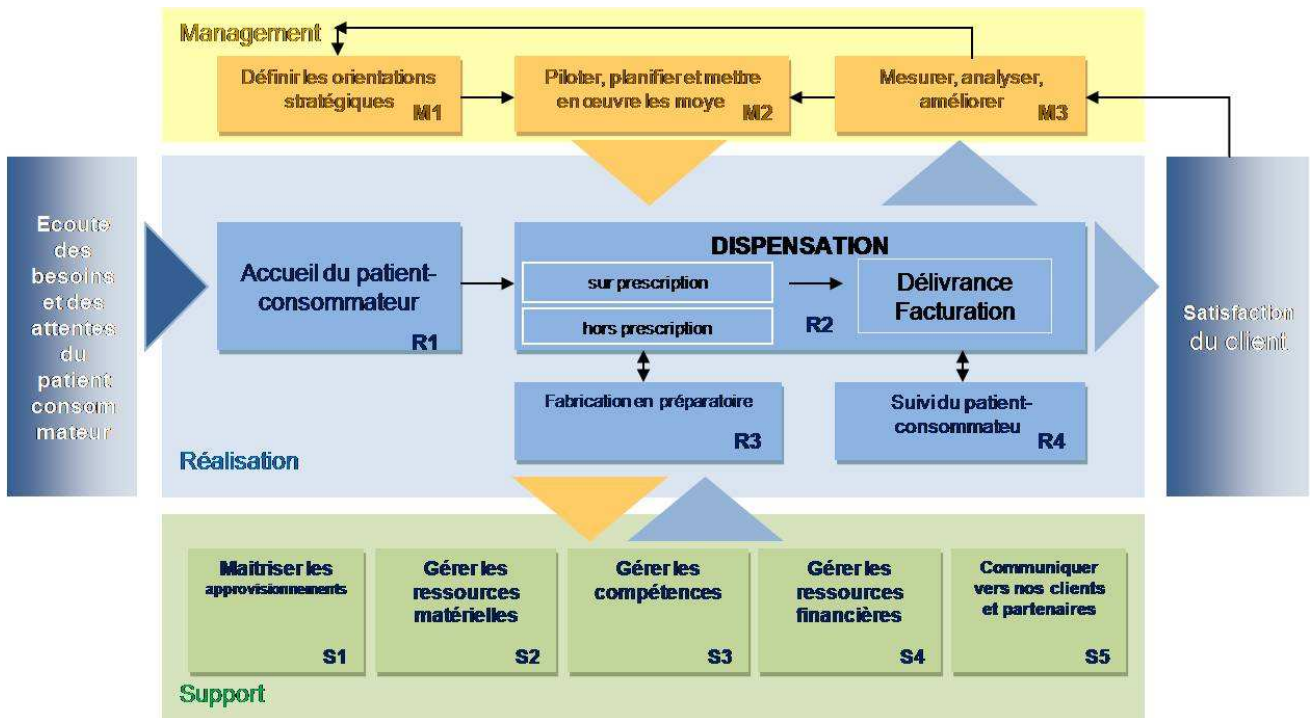 Management
Définir les orientations
stratégiques
M1
Piloter, planifier et mettre
en œuvre les moye
M2
Mesurer, analyser,
améliorer
M3
Ecoute
des
besoins
et des
attentes
du
patient
consom
mateur
Accueil du patient-
consommateur
R1
DISPENSATION
sur prescription
hors prescription
R2
Délivrance
Facturation
Fabrication en préparatoire
R3
Suivi du patient-
consommateu
R4
Réalisation
Satisfaction
du client
Maitriser les
approvisionnements
S1
Gérer les
ressources
matérielles
S2
Gérer les
compétences
S3
Gérer les
ressources
financières
S4
Communiquer
vers nos clients
et partenaires
S5
Support